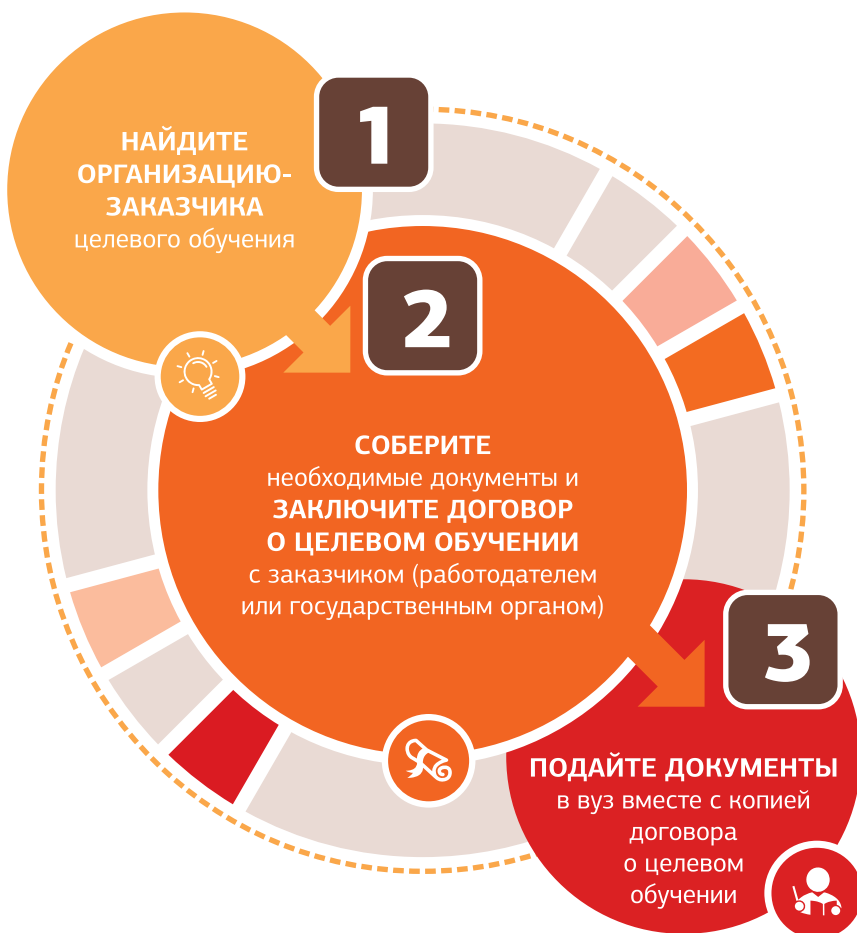 1
НАЙДИТЕ
ОРГАНИЗАЦИЮ-
ЗАКАЗЧИКА
целевого обучения
2
СОБЕРИТЕ
необходимые документы и
ЗАКЛЮЧИТЕ ДОГОВОР
О ЦЕЛЕВОМ ОБУЧЕНИИ
с заказчиком (работодателем
или государственным органом)
3
ПОДАЙТЕ ДОКУМЕНТЫ
в вуз вместе с копией
договора
о целевом
обучении